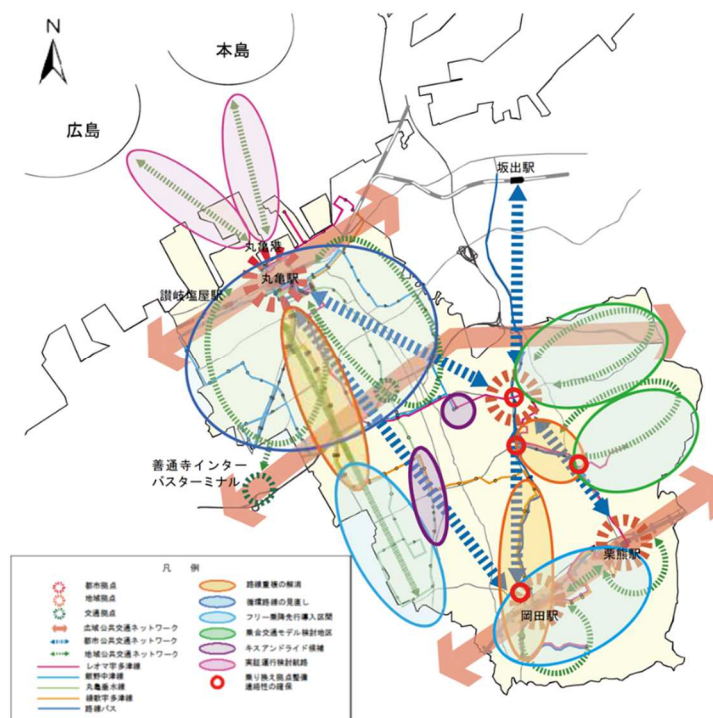 N
本島
広島
坂出駅
丸亀港
丸亀駅
讃岐塩屋駅
善通寺インター
バスターミナル
栗熊駅
岡田駅
凡 例
都市拠点
地域拠点
交通拠点
広域公共交通ネットワーク
都市公共交通ネットワーク
地域公共交通ネットワーク
レオマ宇多津線
飯野中津線
丸亀垂水線
綾歌宇多津線
路線バス
路線重複の解消
循環路線の見直し
フリー乗降先行導入区間
乗合交通モデル検討地区
キスアンドライド候補
実証運行検討航路
乗り換え拠点整備
連絡性の確保